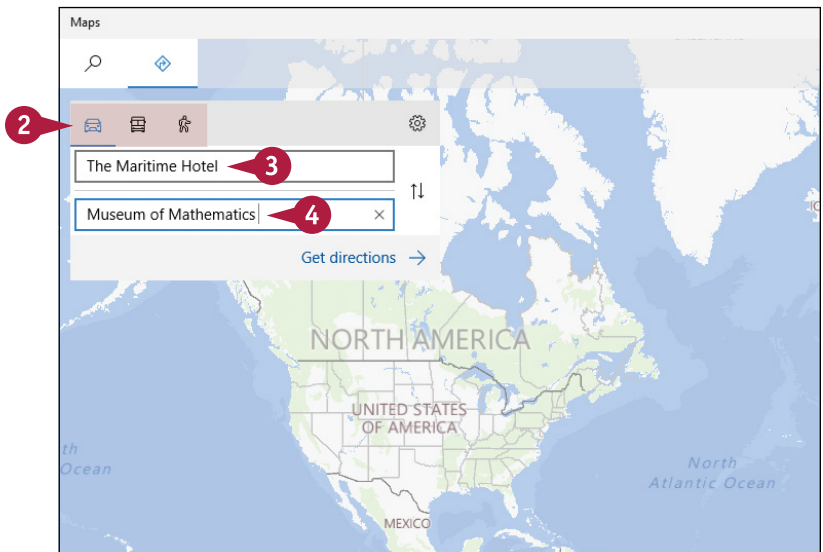 Maps
2
The Maritime Hotel
3
Museum of Mathematics
4
Get directions
NORTH AMERICA
UNITED STATES
OF AMERICA
North
Atlantic Ocean
Ocean
MEXICO